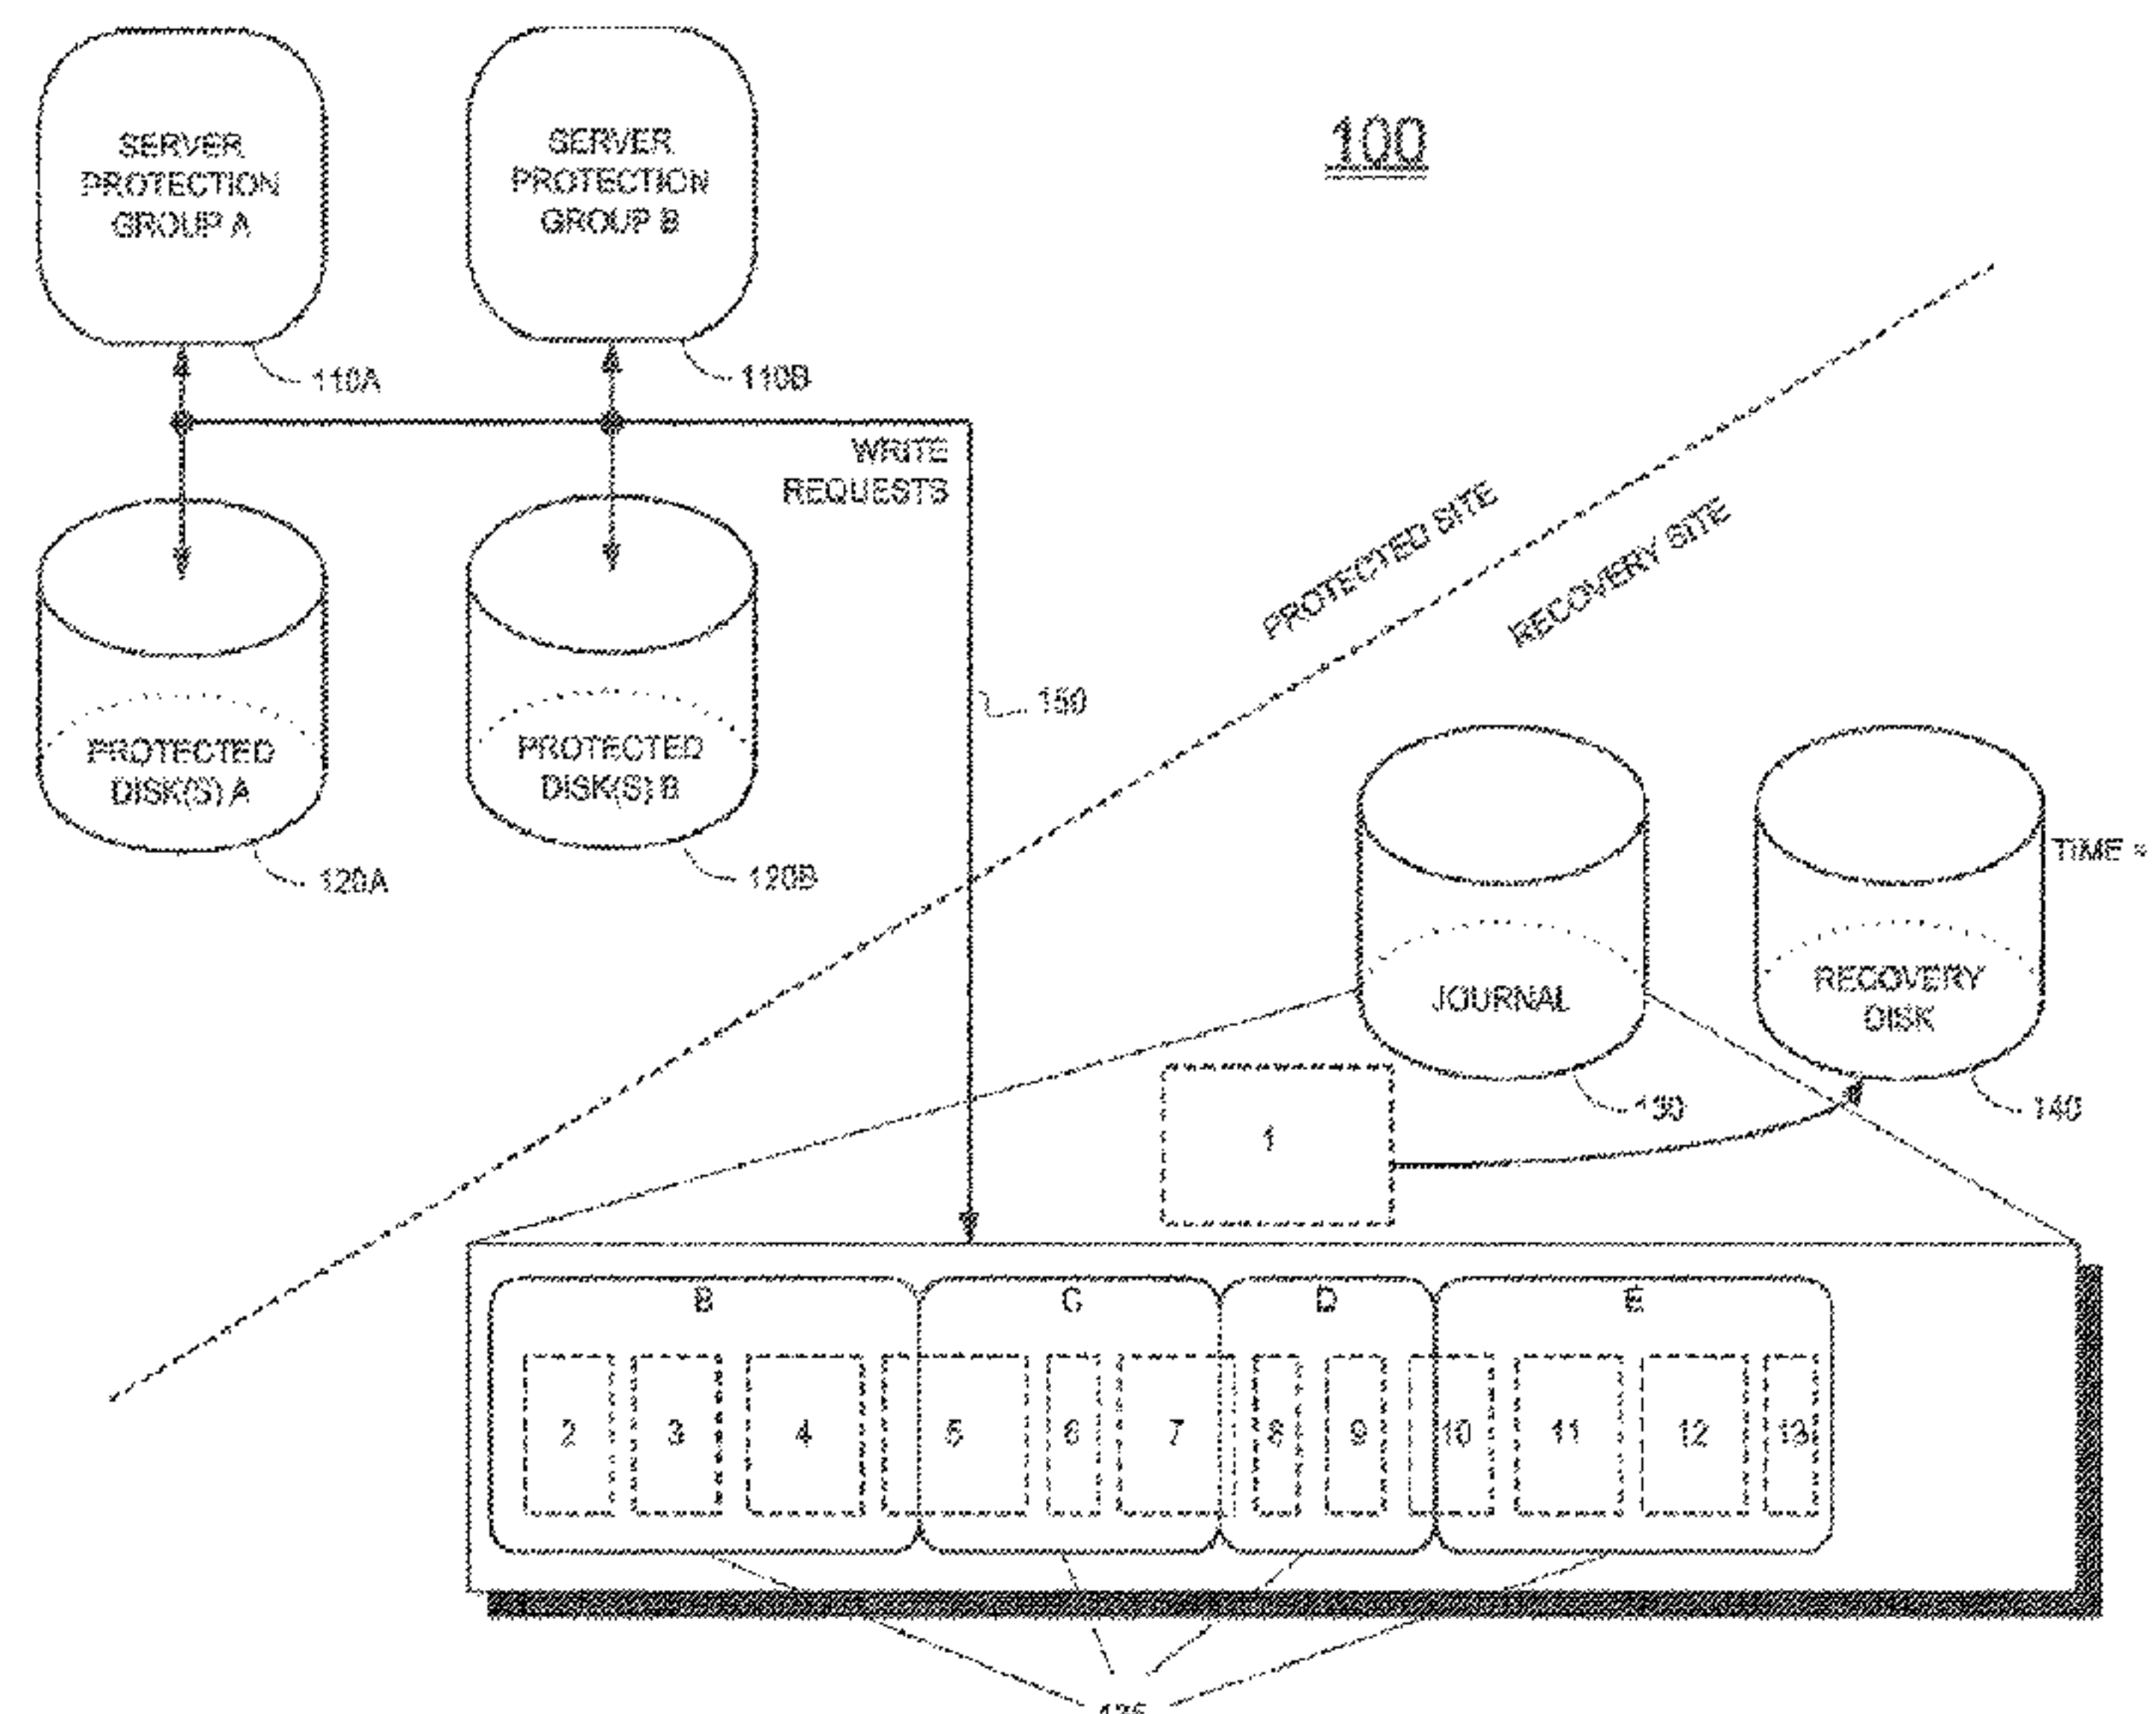 SERVER
PROTECTION
GROUP A
SERVER
PROTECTION
GROUP B
100
110A
110B
WRITE
REQUESTS
PROTECTED SITE
RECOVERY SITE
150
PROTECTED
DISK(S) A
PROTECTED
DISK(S) B
120A
120B
TIME =
JOURNAL
RECOVERY
DISK
130
140
1
B
C
D
E
2
3
4
5
6
7
8
9
10
11
12
13